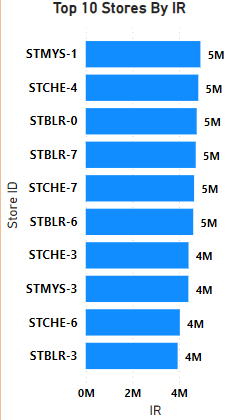 Top 10 Stores By IR
STMYS-1 5M
STCHE-4 5M
STBLR-0 5M
STBLR-7 5M
STCHE-7 5M
STBLR-6 5M
STCHE-3 4M
STMYS-3 4M
STCHE-6 4M
STBLR-3 4M
Store ID
0M 2M 4M
IR